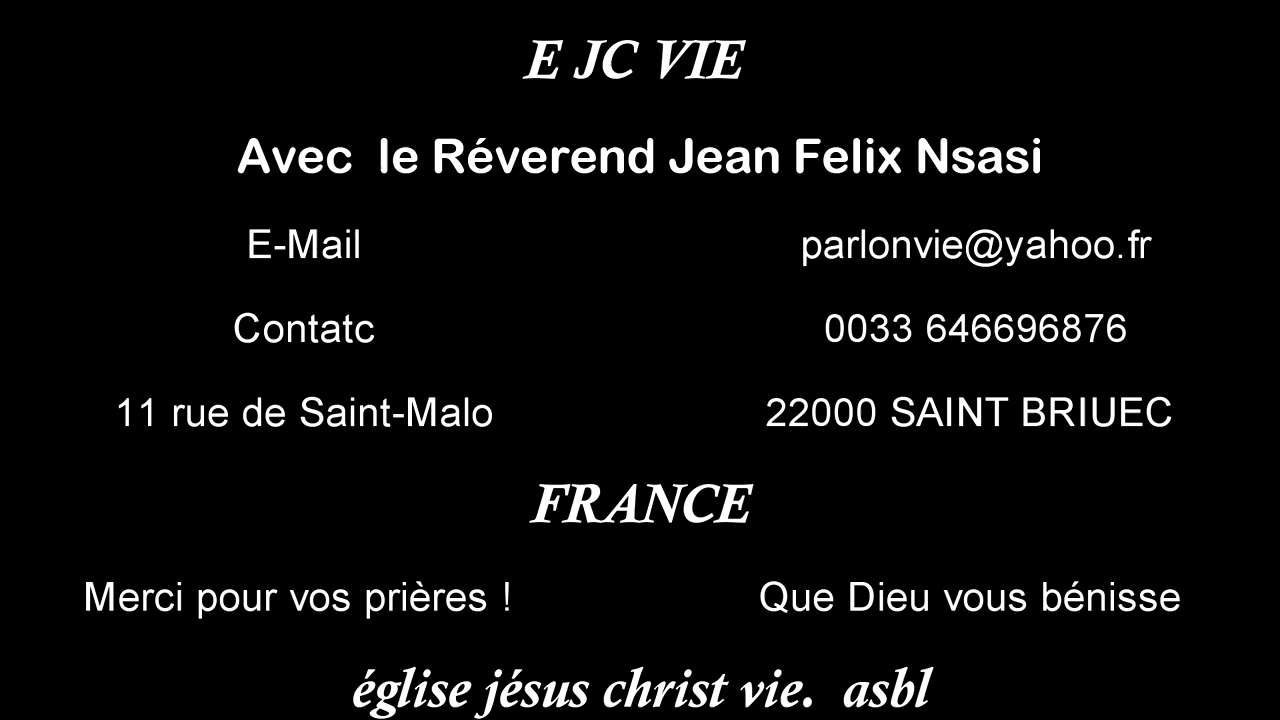 E JC VIE
Avec le Réverend Jean Felix Nsasi
E-Mail parlonvie@yahoo.fr
Contatc 0033 646696876
11 rue de Saint-Malo 22000 SAINT BRIUEC
FRANCE
Merci pour vos prières ! Que Dieu vous bénisse
église jésus christ vie. asbl